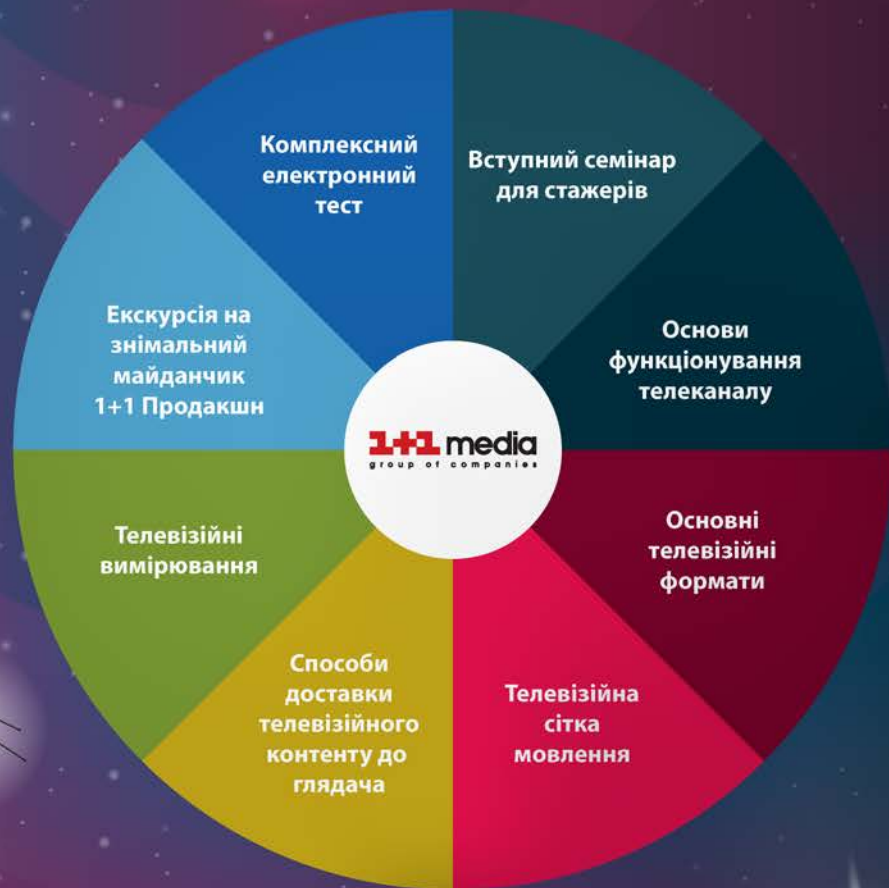 Комплексний
електронний
тест
Вступний семінар
для стажерів
Екскурсія на
знімальний
майданчик
1+1 Продакшн
Основи
функціонування
телеканалу
1+1 media
group of companies
Телевізійні
вимірювання
Основні
телевізійні
формати
Способи
доставки
телевізійного
контенту до
глядача
Телевізійна
сітка
мовлення